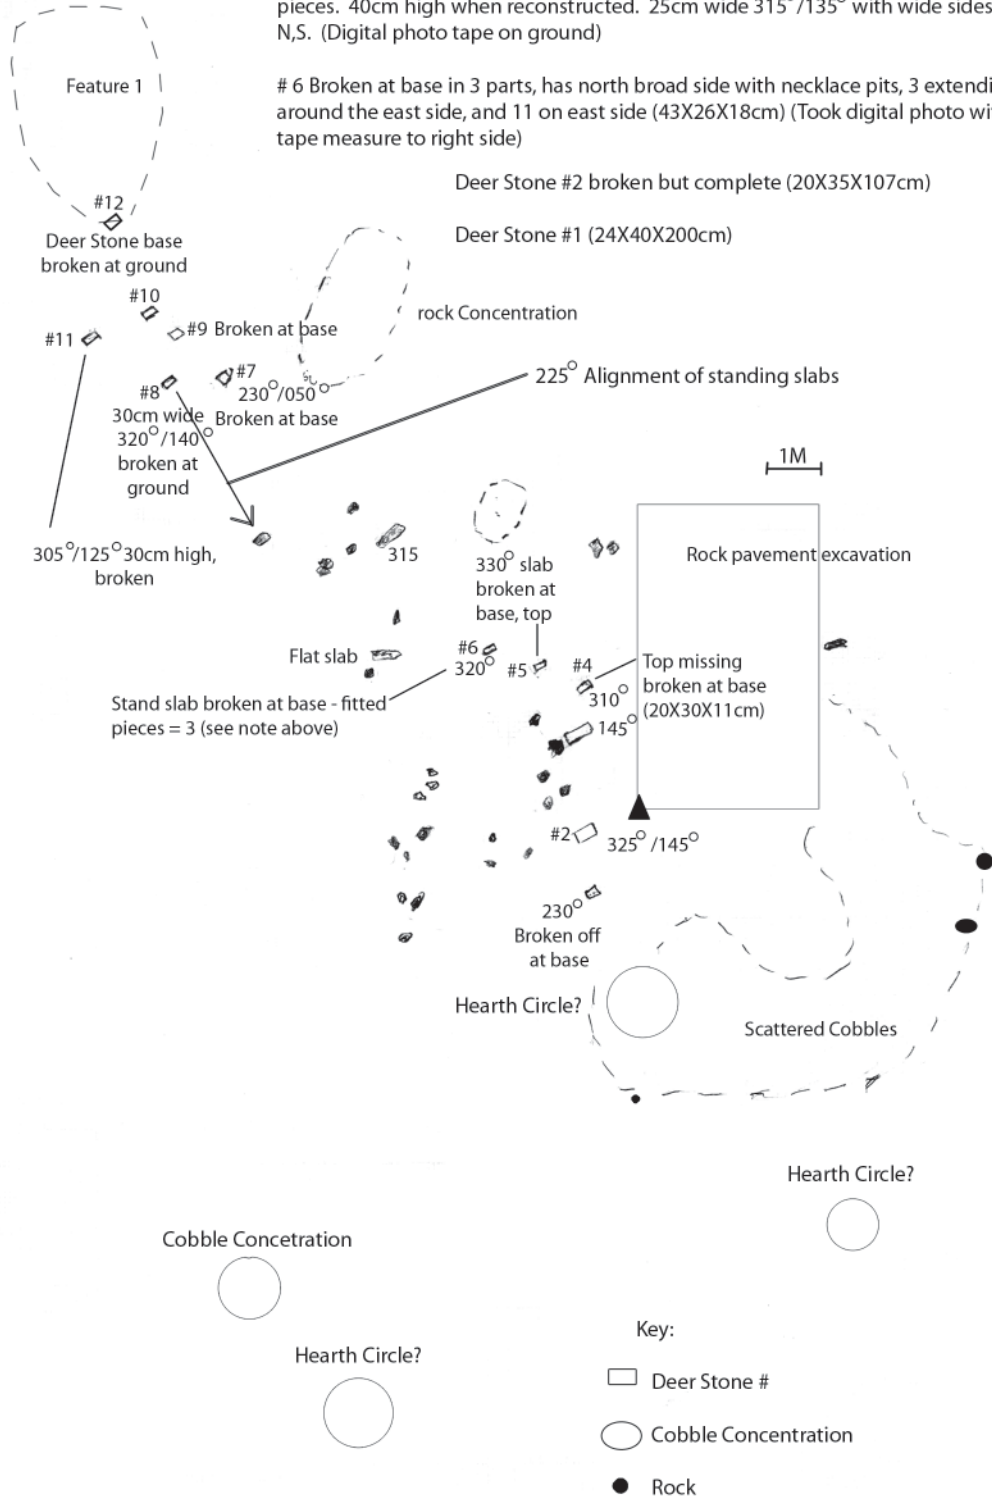 pieces. 40cm high when reconstructed. 25cm wide 315°/135° with wide sides
N,S. (Digital photo tape on ground)
# 6 Broken at base in 3 parts, has north broad side with necklace pits, 3 extendi
around the east side, and 11 on east side (43X26X18cm) (Took digital photo wi
tape measure to right side)
Feature 1
Deer Stone #2 broken but complete (20X35X107cm)
Deer Stone #1 (24X40X200cm)
#12
Deer Stone base
broken at ground
#10
rock Concentration
#9 Broken at base
#11
#7
230°/050°
Broken at base
225° Alignment of standing slabs
#8
30cm wide
320°/140°
broken at
ground
1M
305°/125° 30cm high,
broken
315
330° slab
broken at
base, top
Rock pavement excavation
Flat slab
#6
320°
#5
#4
310°
Top missing
broken at base
(20X30X11cm)
Stand slab broken at base - fitted
pieces = 3 (see note above)
145°
#2
325°/145°
230°
Broken off
at base
Hearth Circle?
Scattered Cobbles
Hearth Circle?
Cobble Concetration
Hearth Circle?
Key:
Deer Stone #
Cobble Concentration
Rock